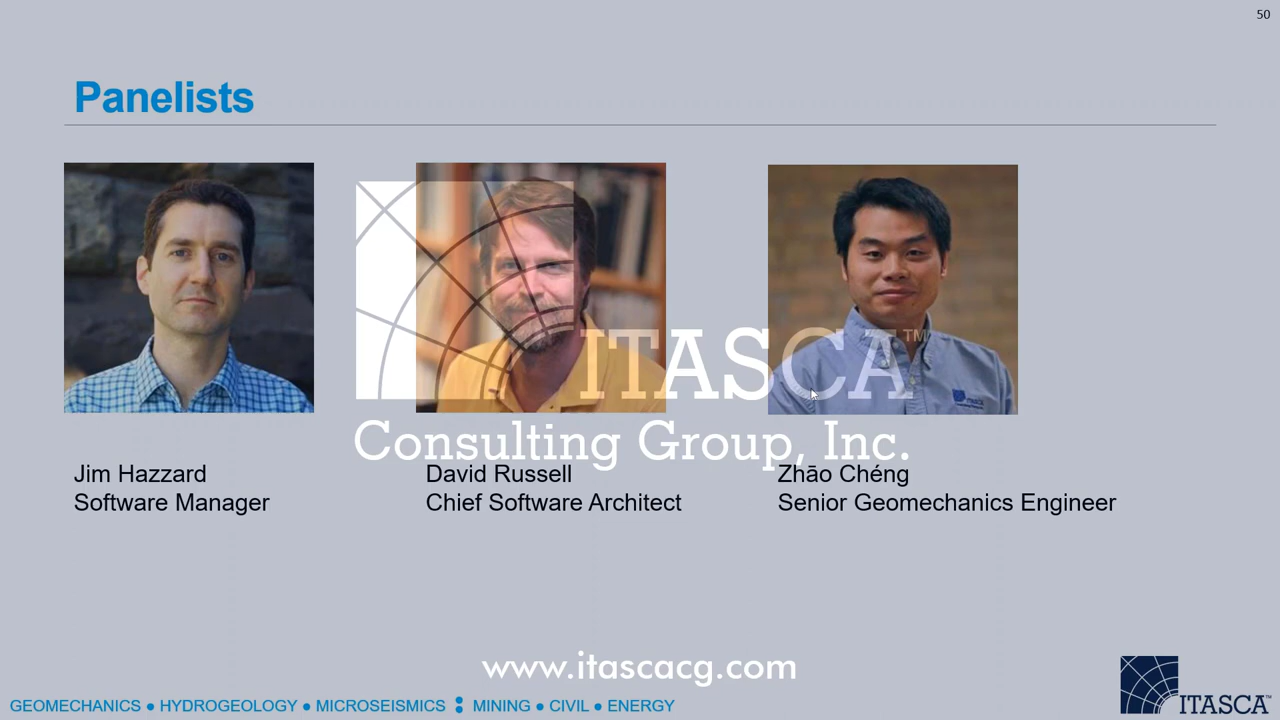 50
Panelists
ITASCA™
Consulting Group, Inc.
Jim Hazzard
Software Manager
David Russell
Chief Software Architect
Zhāo Chéng
Senior Geomechanics Engineer
www.itascacg.com
GEOMECHANICS ● HYDROGEOLOGY ● MICROSEISMICS : MINING ● CIVIL ● ENERGY
ITASCA™